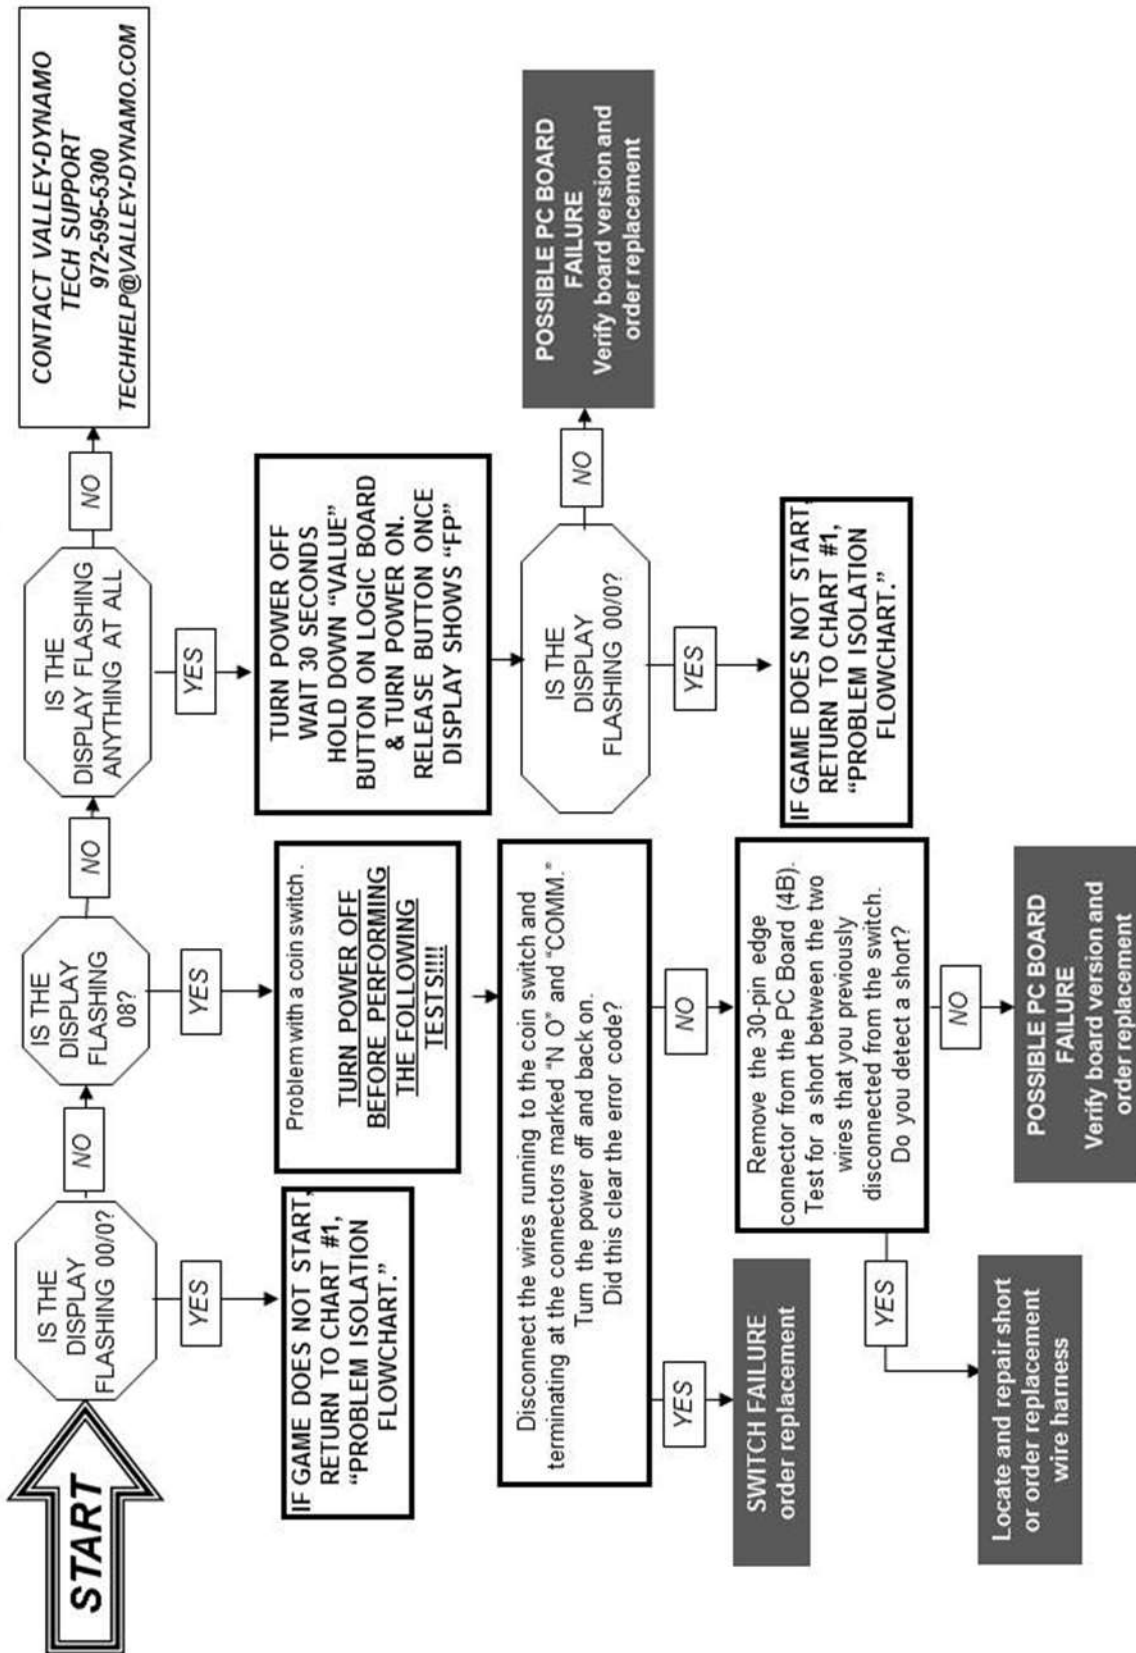 START
IS THE
DISPLAY
FLASHING 00/0?
NO
YES
IF GAME DOES NOT START,
RETURN TO CHART #1,
“PROBLEM ISOLATION
FLOWCHART.”
IS THE
DISPLAY
FLASHING
08?
NO
YES
Problem with a coin switch.
TURN POWER OFF
BEFORE PERFORMING
THE FOLLOWING
TESTS!!!!
Disconnect the wires running to the coin switch and
terminating at the connectors marked “N O” and “COMM.”
Turn the power off and back on.
Did this clear the error code?
YES
SWITCH FAILURE
order replacement
NO
Remove the 30-pin edge
connector from the PC Board (4B).
Test for a short between the two
wires that you previously
disconnected from the switch.
Do you detect a short?
YES
Locate and repair short
or order replacement
wire harness
NO
POSSIBLE PC BOARD
FAILURE
Verify board version and
order replacement
IS THE
DISPLAY FLASHING
ANYTHING AT ALL
NO
CONTACT VALLEY-DYNAMO
TECH SUPPORT
972-595-5300
TECHHELP@VALLEY-DYNAMO.COM
YES
TURN POWER OFF
WAIT 30 SECONDS
HOLD DOWN “VALUE”
BUTTON ON LOGIC BOARD
& TURN POWER ON.
RELEASE BUTTON ONCE
DISPLAY SHOWS “FP”
IS THE
DISPLAY
FLASHING 00/0?
NO
POSSIBLE PC BOARD
FAILURE
Verify board version and
order replacement
YES
IF GAME DOES NOT START,
RETURN TO CHART #1,
“PROBLEM ISOLATION
FLOWCHART.”